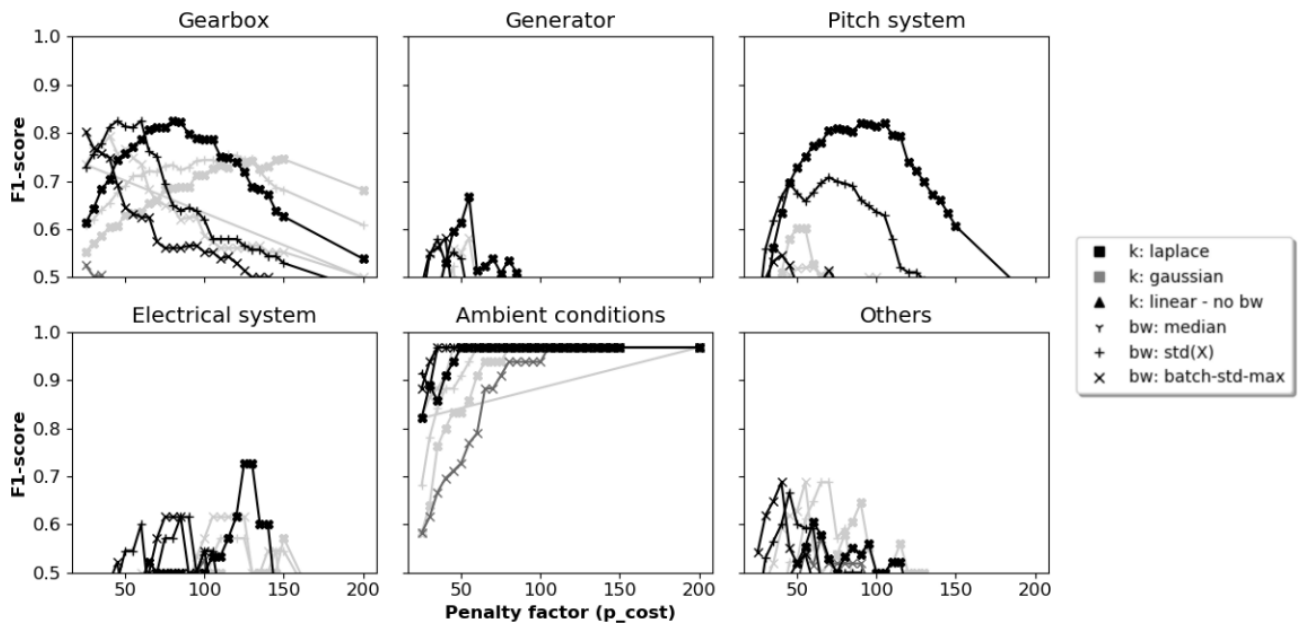 Gearbox
Generator
Pitch system
1.0
0.9
0.8
0.7
0.6
0.5
F1-score
k: laplace
k: gaussian
k: linear - no bw
bw: median
bw: std(X)
bw: batch-std-max
Electrical system
Ambient conditions
Others
1.0
0.9
0.8
0.7
0.6
0.5
F1-score
50 100 150 200
50 100 150 200
50 100 150 200
Penalty factor (p_cost)